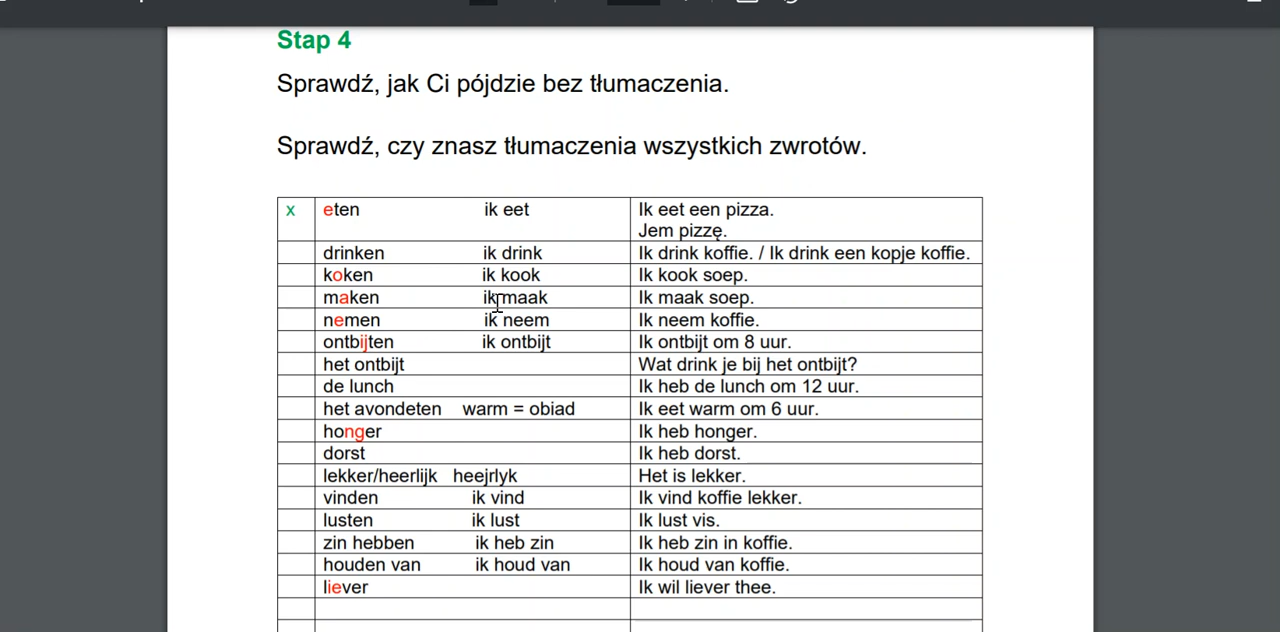 Stap 4
Sprawdź, jak Ci pójdzie bez tłumaczenia.
Sprawdź, czy znasz tłumaczenia wszystkich zwrotów.
x eten ik eet Ik eet een pizza.
Jem pizzę.
drinken ik drink Ik drink koffie. / Ik drink een kopje koffie.
koken ik kook Ik kook soep.
maken ik maak Ik maak soep.
nemen ik neem Ik neem koffie.
ontbijten ik ontbijt Ik ontbijt om 8 uur.
het ontbijt Wat drink je bij het ontbijt?
de lunch Ik heb de lunch om 12 uur.
het avondeten warm = obiad Ik eet warm om 6 uur.
honger Ik heb honger.
dorst Ik heb dorst.
lekker/heerlijk heejrlyk Het is lekker.
vinden ik vind Ik vind koffie lekker.
lusten ik lust Ik lust vis.
zin hebben ik heb zin Ik heb zin in koffie.
houden van ik houd van Ik houd van koffie.
liever Ik wil liever thee.